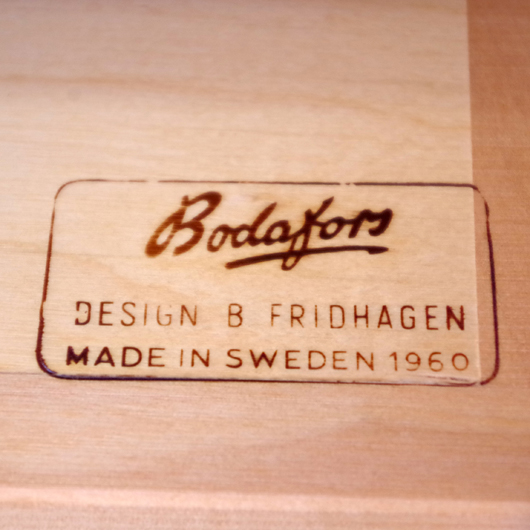 Bodafors
DESIGN B FRIDHAGEN
MADE IN SWEDEN 1960